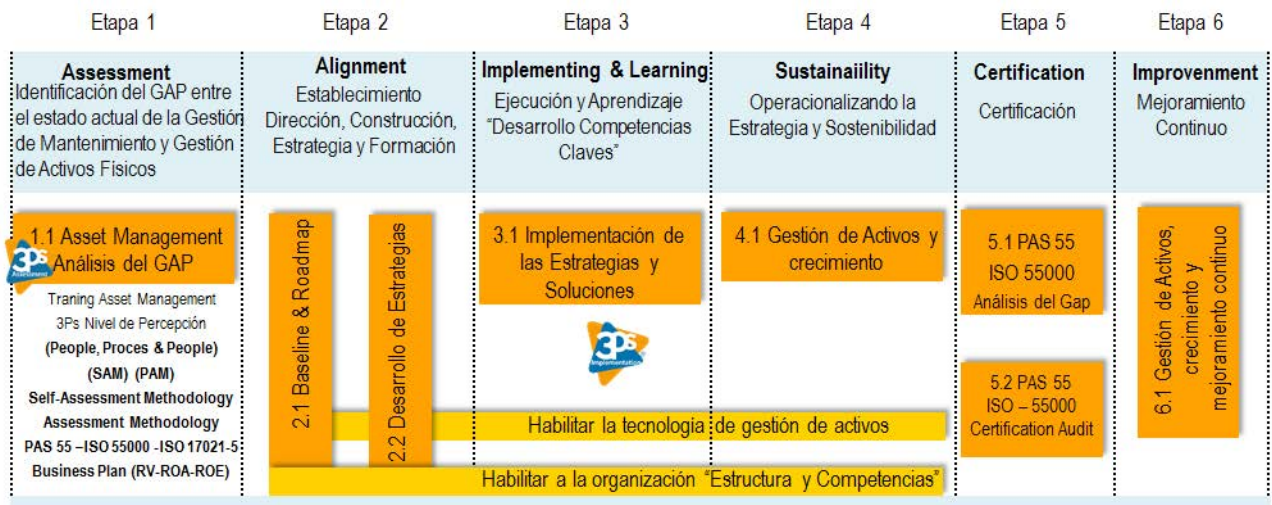 Etapa 1
Etapa 2
Etapa 3
Etapa 4
Etapa 5
Etapa 6
Assessment
Identificación del GAP entre
el estado actual de la Gestión
de Mantenimiento y Gestión
de Activos Físicos
Alignment
Establecimiento
Dirección, Construcción,
Estrategia y Formación
Implementing & Learning
Ejecución y Aprendizaje
“Desarrollo Competencias
Claves”
Sustainaiility
Operacionalizando la
Estrategia y Sostenibilidad
Certification
Certificación
Improvenment
Mejoramiento
Continuo
1.1 Asset Management
Análisis del GAP
3Ps
Assessment
Traning Asset Management
3Ps Nivel de Percepción
(People, Proces & People)
(SAM) (PAM)
Self-Assessment Methodology
Assessment Methodology
PAS 55 –ISO 55000 -ISO 17021-5
Business Plan (RV-ROA-ROE)
2.1 Baseline & Roadmap
2.2 Desarrollo de Estrategias
3.1 Implementación de
las Estrategias y
Soluciones
3Ps
Implementation
4.1 Gestión de Activos y
crecimiento
5.1 PAS 55
ISO 55000
Análisis del Gap
5.2 PAS 55
ISO – 55000
Certification Audit
6.1 Gestión de Activos,
crecimiento y
mejoramiento continuo
Habilitar la tecnologia de gestión de activos
Habilitar a la organización “Estructura y Competencias”